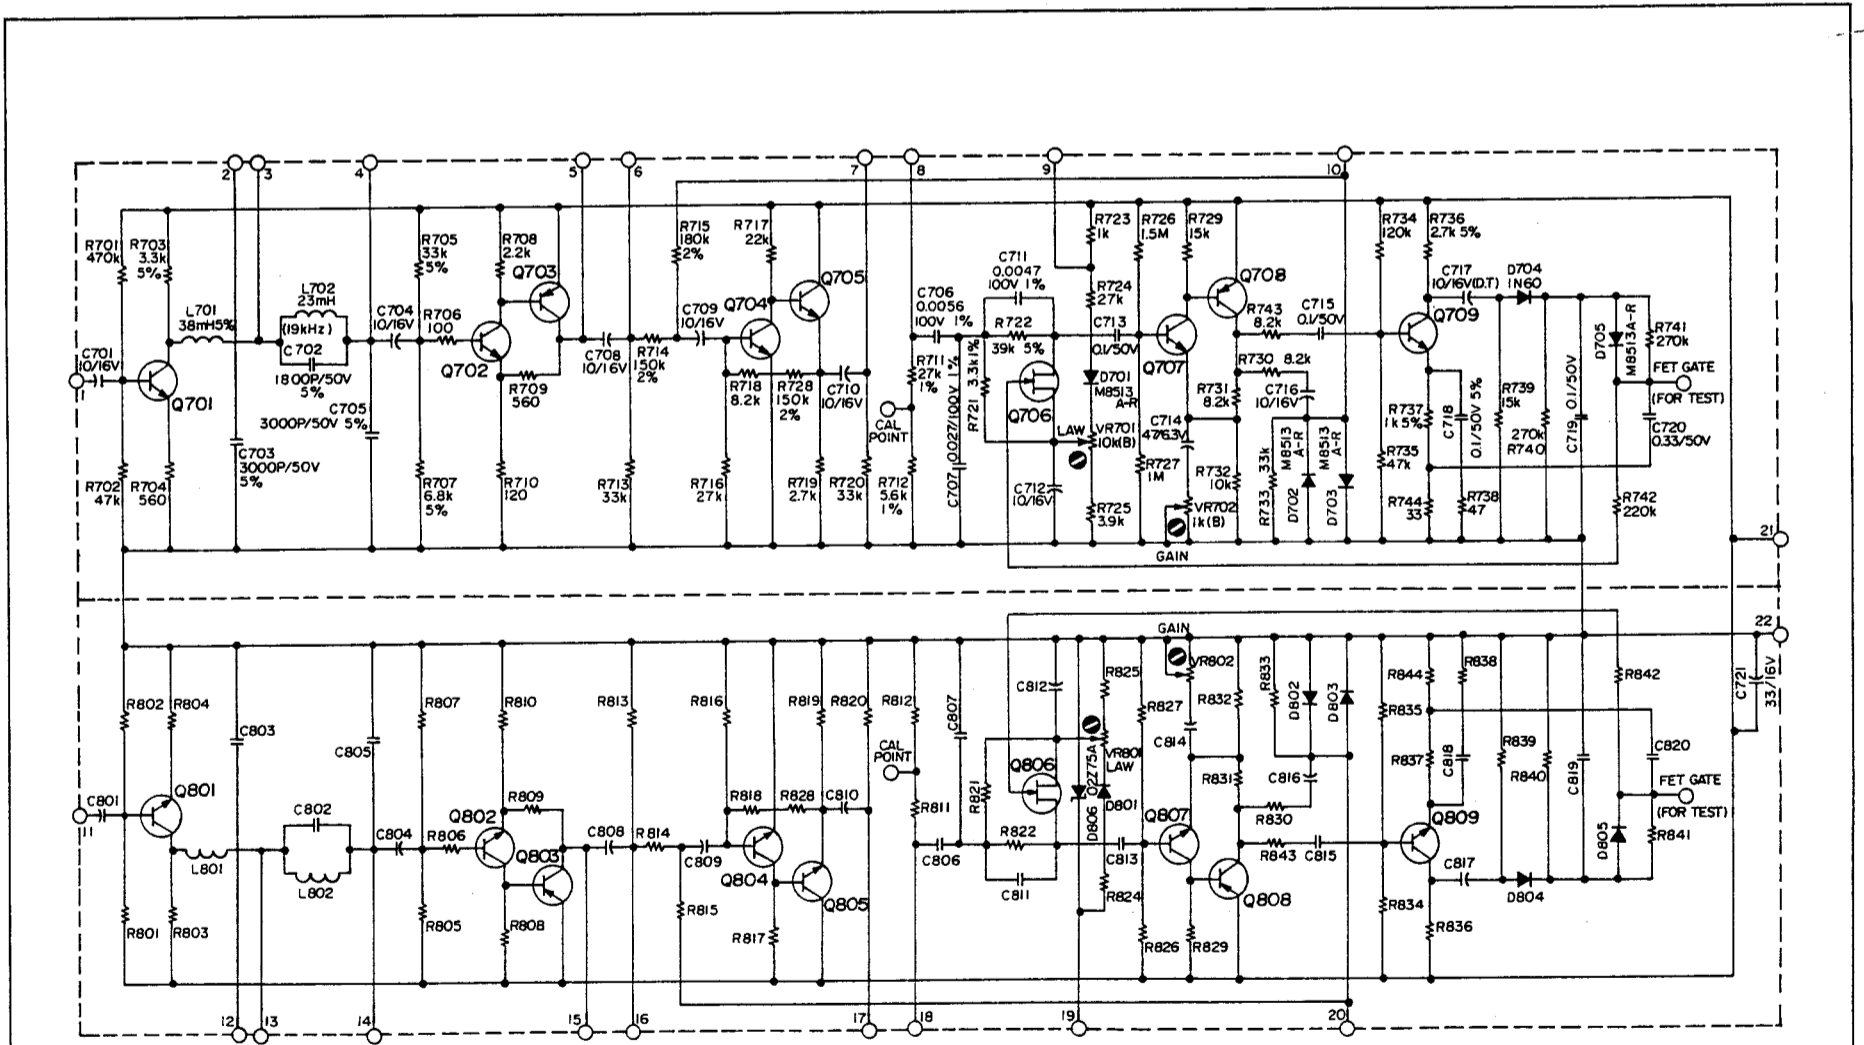 2
3
4
5
6
7
8
9
10
R701
470k
R703
3.3k
5%
L701
38mH5%
L702
23mH
(19kHz)
C702
1800P/50V
5%
C701
10/16V
1
Q701
R702
47k
R704
560
C703
3000P/50V
5%
C705
3000P/50V 5%
C704
10/16V
R705
33k
5%
R706
100
R707
6.8k
5%
R708
2.2k
Q703
Q702
R709
560
R710
120
C708
10/16V
R714
150k
2%
R713
33k
R715
180k
2%
C709
10/16V
R717
22k
Q704
Q705
R718
8.2k
R728
150k
2%
C710
10/16V
R716
27k
R719
2.7k
R720
33k
CAL
POINT
C706
0.0056
100V 1%
R711
27k
1%
R712
5.6k
1%
C707 0.027/100V 1%
R721 3.3k1%
C711
0.0047
100V 1%
R722
39k 5%
Q706
C712
10/16V
LAW
VR701
10k(B)
R723
1k
R724
27k
D701
M8513
A-R
R725
3.9k
C713
0.1/50V
R726
1.5M
R727
1M
R729
15k
Q707
Q708
C714
47/6.3V
VR702
1k(B)
GAIN
R743
8.2k
R730 8.2k
R731
8.2k
R732
10k
C715
0.1/50V
C716
10/16V
R733 33k
D702
M8513
A-R
D703
M8513
A-R
R734
120k
R735
47k
R736
2.7k 5%
Q709
R737
1k 5%
C718
0.1/50V 5%
R744
33
R738
47
C717
10/16V(D.T)
D704
1N60
R739
15k
270k
R740
C719 0.1/50V
D705
M8513A-R
R741
270k
FET GATE
(FOR TEST)
C720
0.33/50V
R742
220k
21
22
C721
33/16V
R802
R804
C803
C805
R807
R810
R813
R816
R819
R820
R812
C807
C812
R825
GAIN
VR802
R827
C814
R832
R833
D802
D803
R844
R835
R838
R842
CAL
POINT
C801
11
Q801
C802
L801
L802
C804
R806
Q802
R809
Q803
C808
R814
C809
R818
R828
C810
Q804
Q805
R811
C806
R821
Q806
R822
C811
D806 02Z75A
VR801
LAW
D801
C813
R824
Q807
R831
C816
R830
R843
C815
Q808
R837
C818
Q809
R839
R840
C819
C817
D804
D805
C820
FET GATE
(FOR TEST)
R841
R801
R803
R805
R808
R815
R817
R826
R829
R834
R836
12
13
14
15
16
17
18
19
20